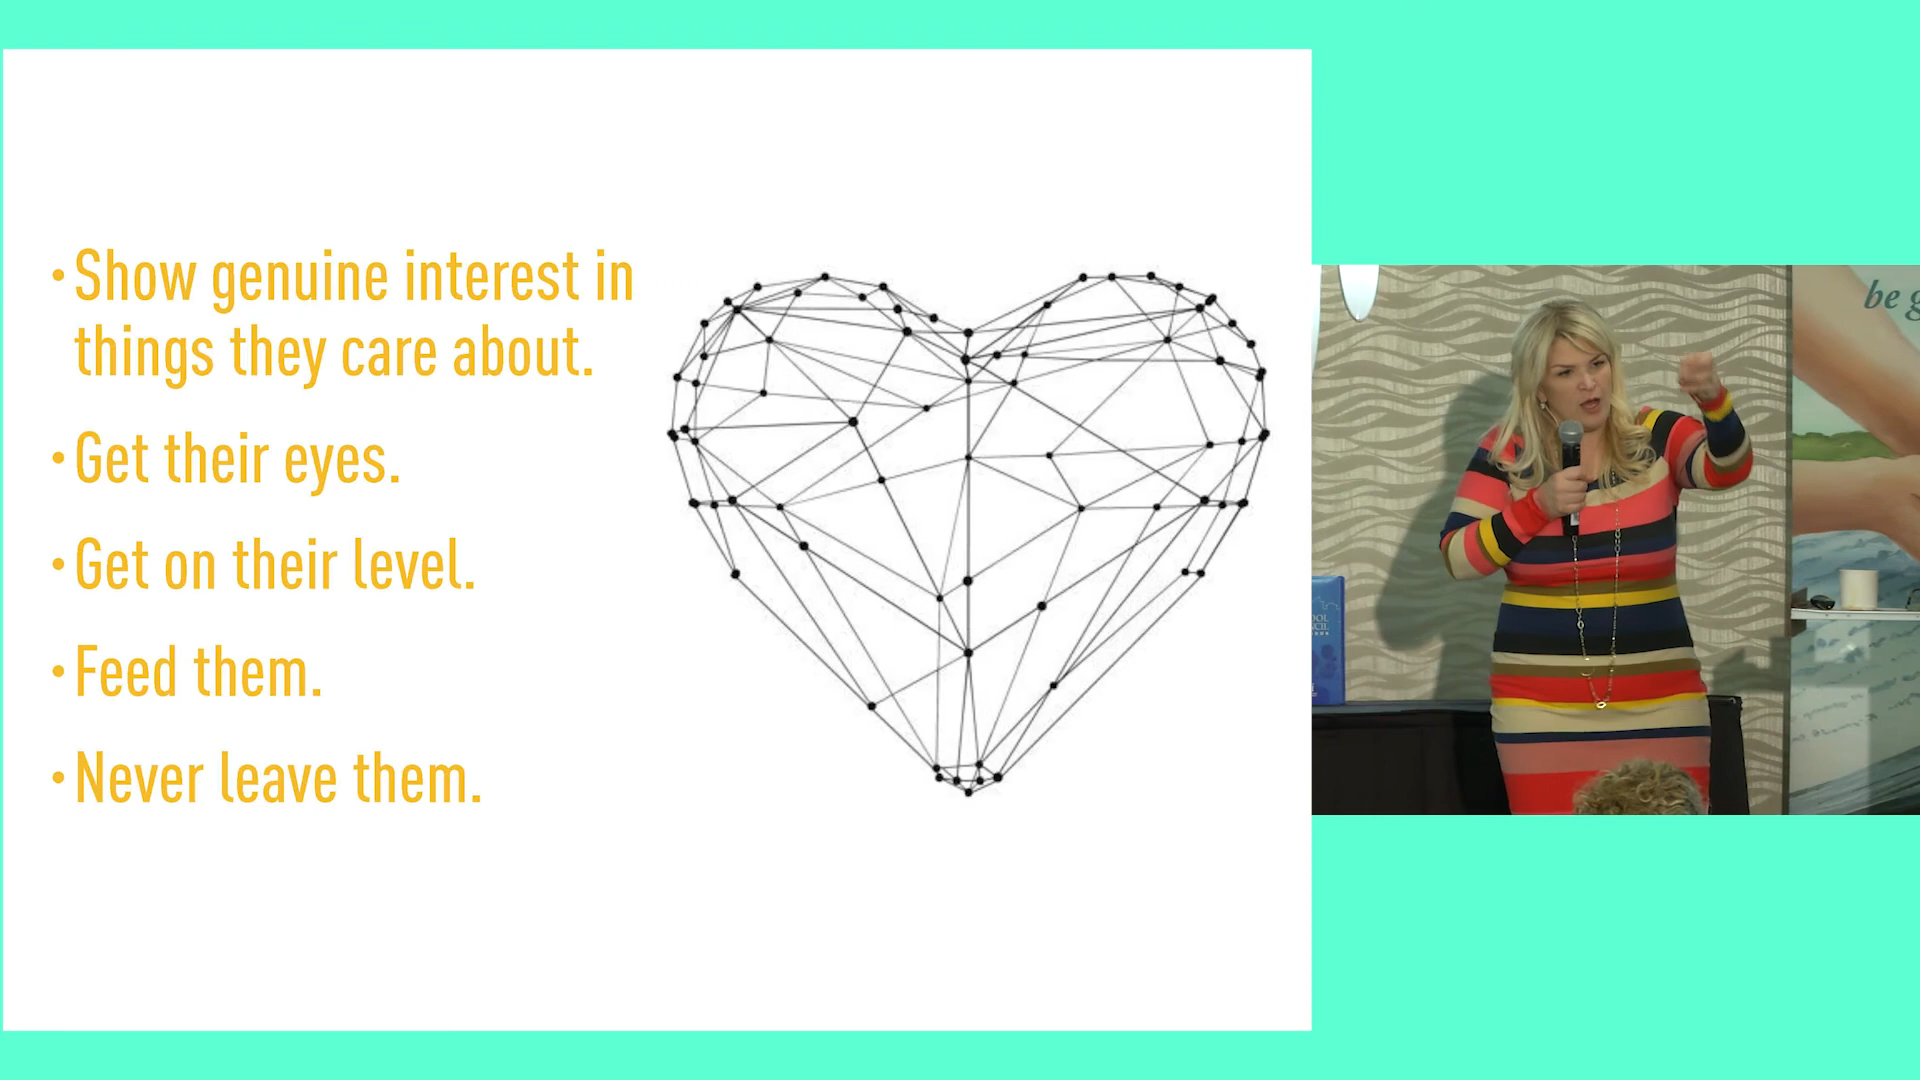 • Show genuine interest in
things they care about.
• Get their eyes.
• Get on their level.
• Feed them.
• Never leave them.
be g